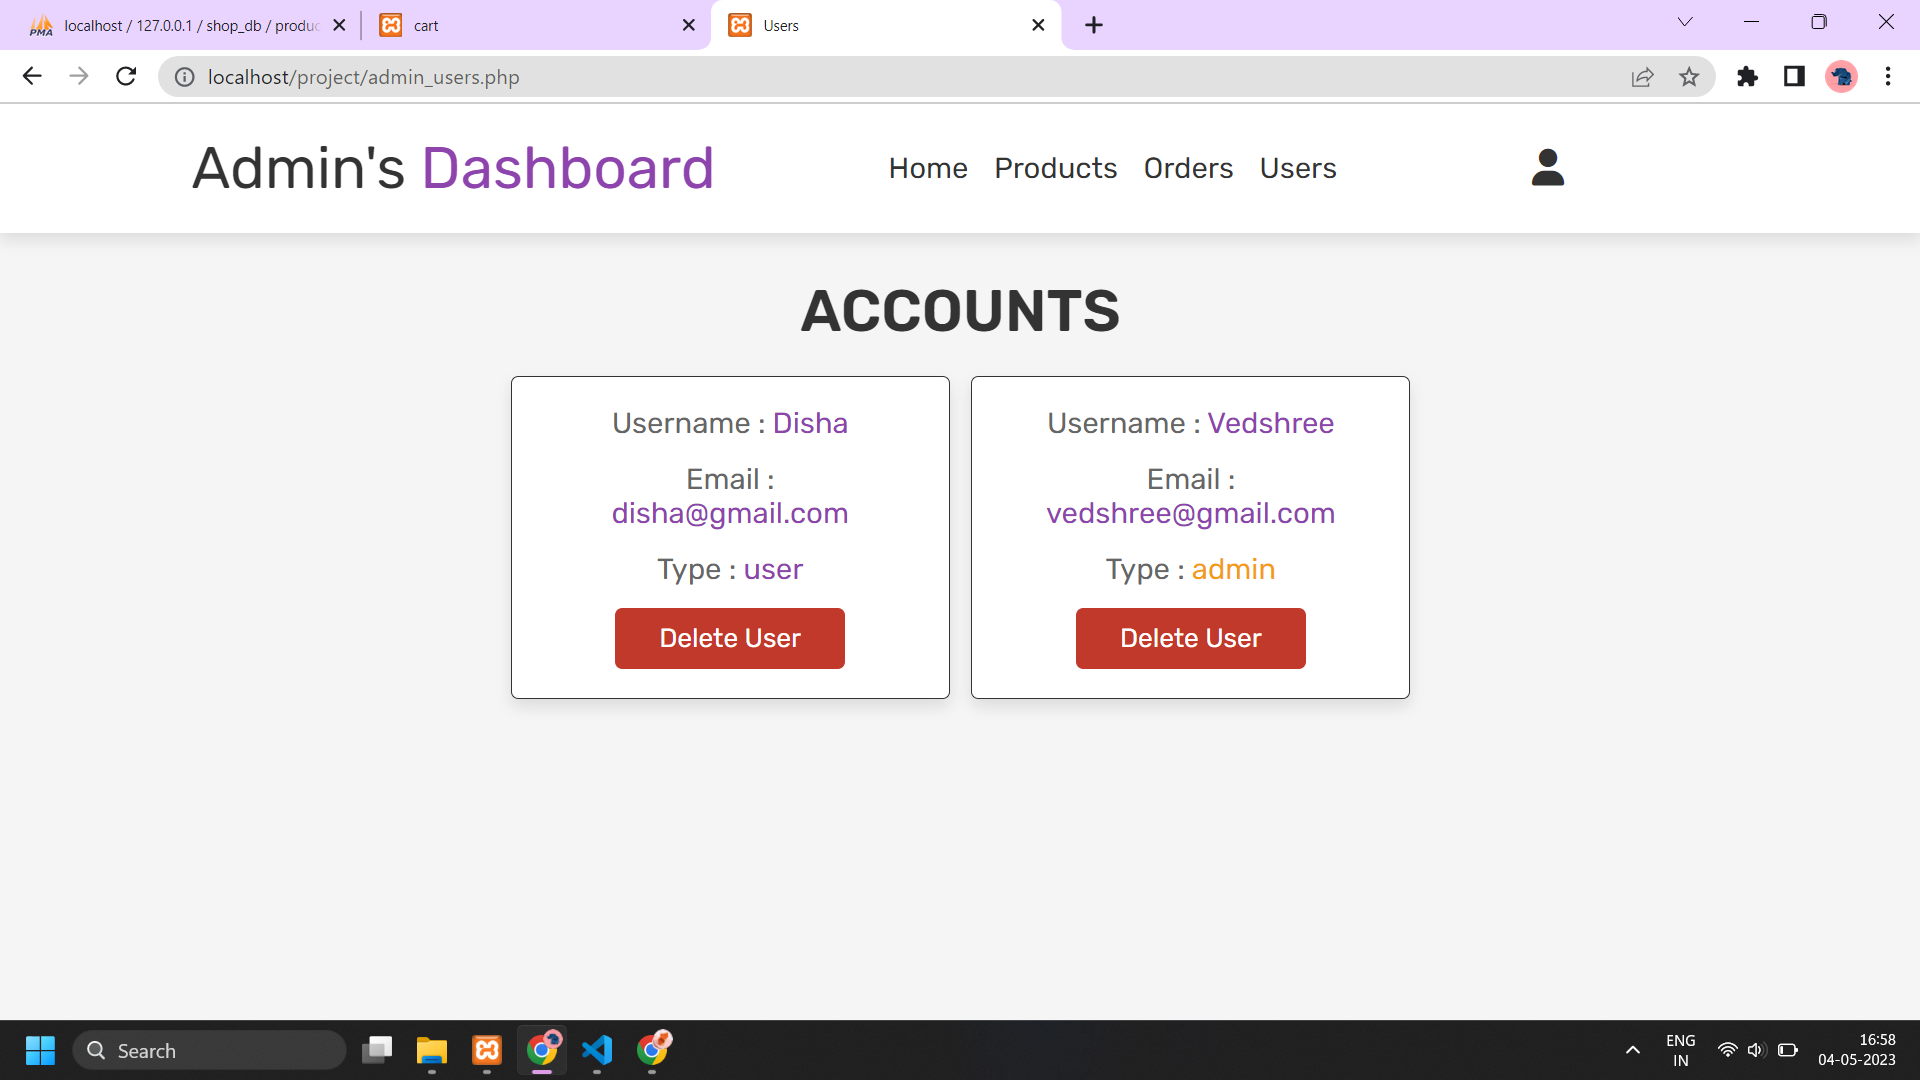 localhost / 127.0.0.1 / shop_db / produc
cart
Users
localhost/project/admin_users.php
Admin's Dashboard
Home Products Orders Users
ACCOUNTS
Username : Disha
Email :
disha@gmail.com
Type : user
Delete User
Username : Vedshree
Email :
vedshree@gmail.com
Type : admin
Delete User
Search
ENG
IN
16:58
04-05-2023
PMA